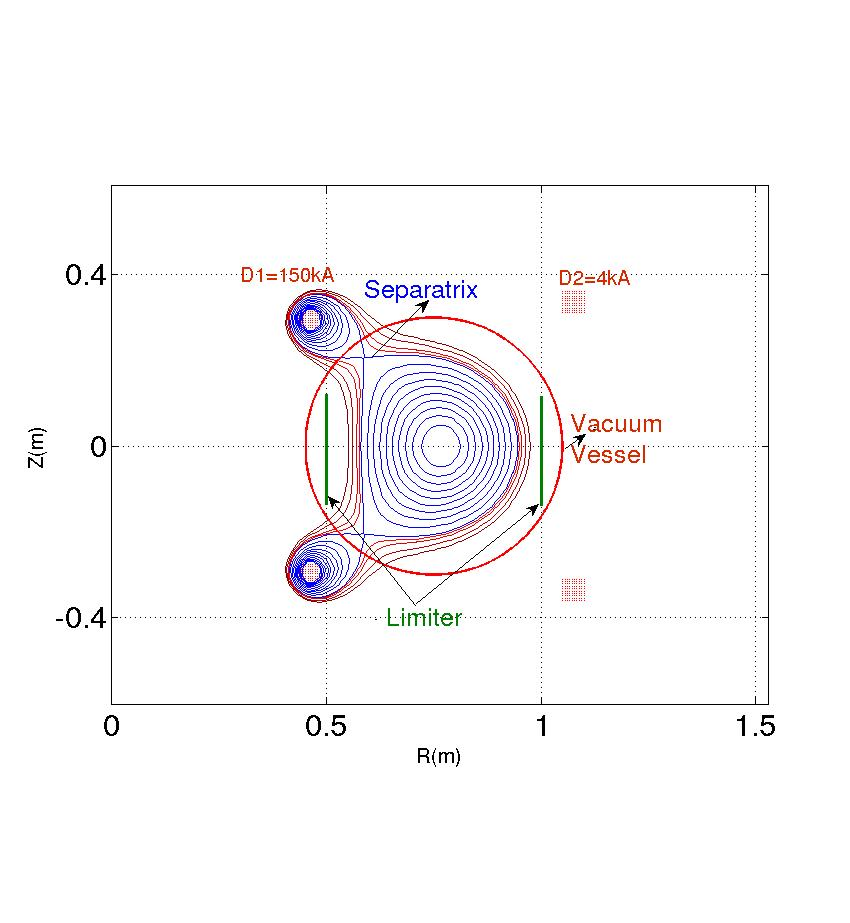 D1=150kA
D2=4kA
Separatrix
Vacuum
Vessel
Limiter
Z(m)
0.4
0
-0.4
0
0.5
1
1.5
R(m)